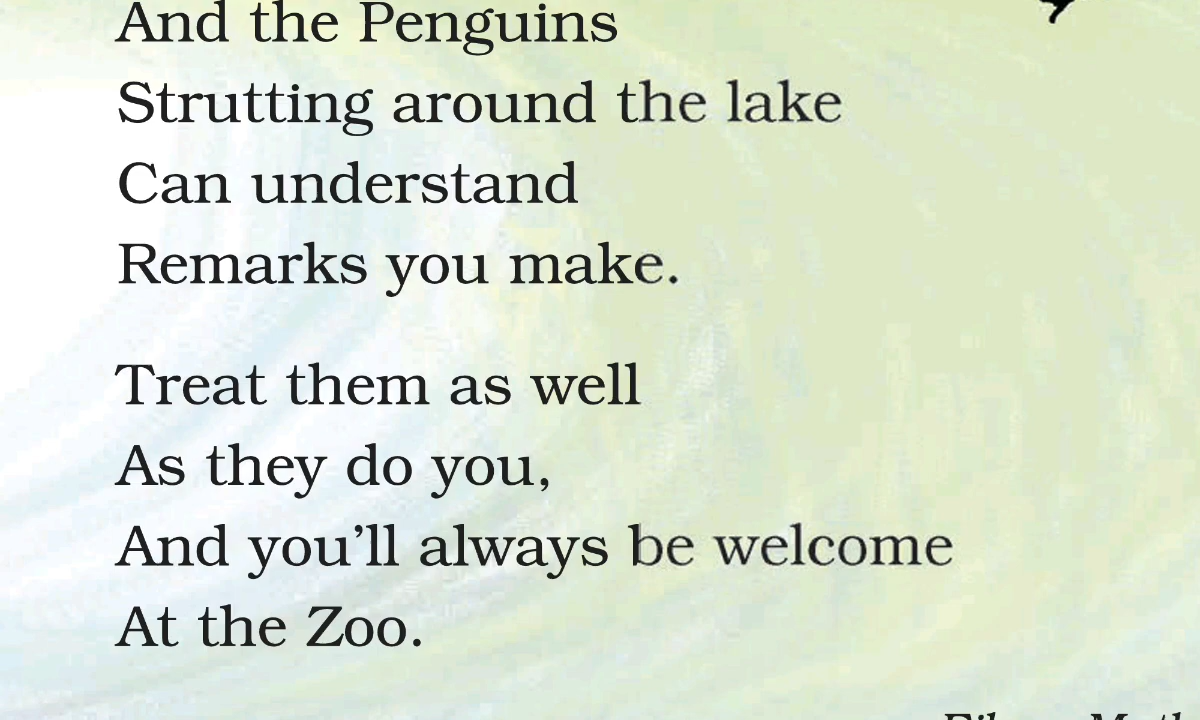 And the Penguins
Strutting around the lake
Can understand
Remarks you make.
Treat them as well
As they do you,
And you’ll always be welcome
At the Zoo.